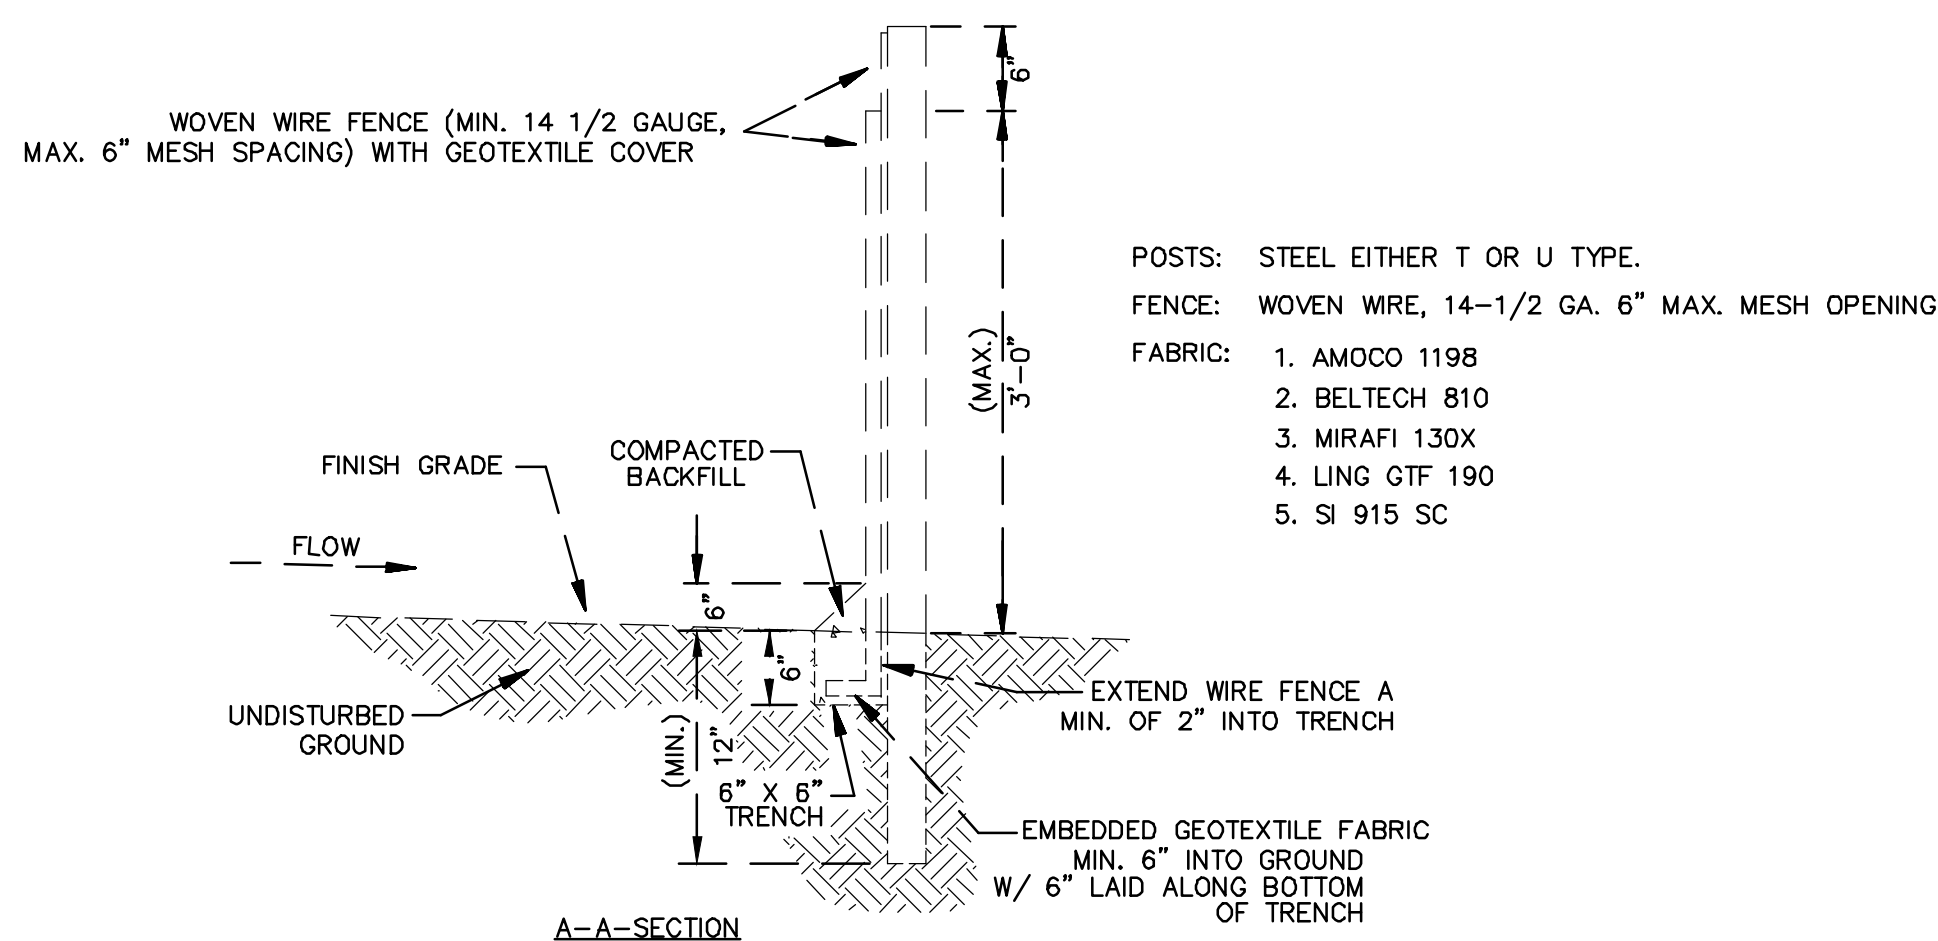 6"
WOVEN WIRE FENCE (MIN. 14 1/2 GAUGE,
MAX. 6" MESH SPACING) WITH GEOTEXTILE COVER
POSTS: STEEL EITHER T OR U TYPE.
FENCE: WOVEN WIRE, 14-1/2 GA. 6" MAX. MESH OPENING
FABRIC: 1. AMOCO 1198
2. BELTECH 810
3. MIRAFI 130X
4. LING GTF 190
5. SI 915 SC
(MAX.)
3'-0"
FINISH GRADE
COMPACTED
BACKFILL
FLOW
6"
6"
UNDISTURBED
GROUND
(MIN.)
12"
EXTEND WIRE FENCE A
MIN. OF 2" INTO TRENCH
6" X 6"
TRENCH
EMBEDDED GEOTEXTILE FABRIC
MIN. 6" INTO GROUND
W/ 6" LAID ALONG BOTTOM
OF TRENCH
A-A-SECTION